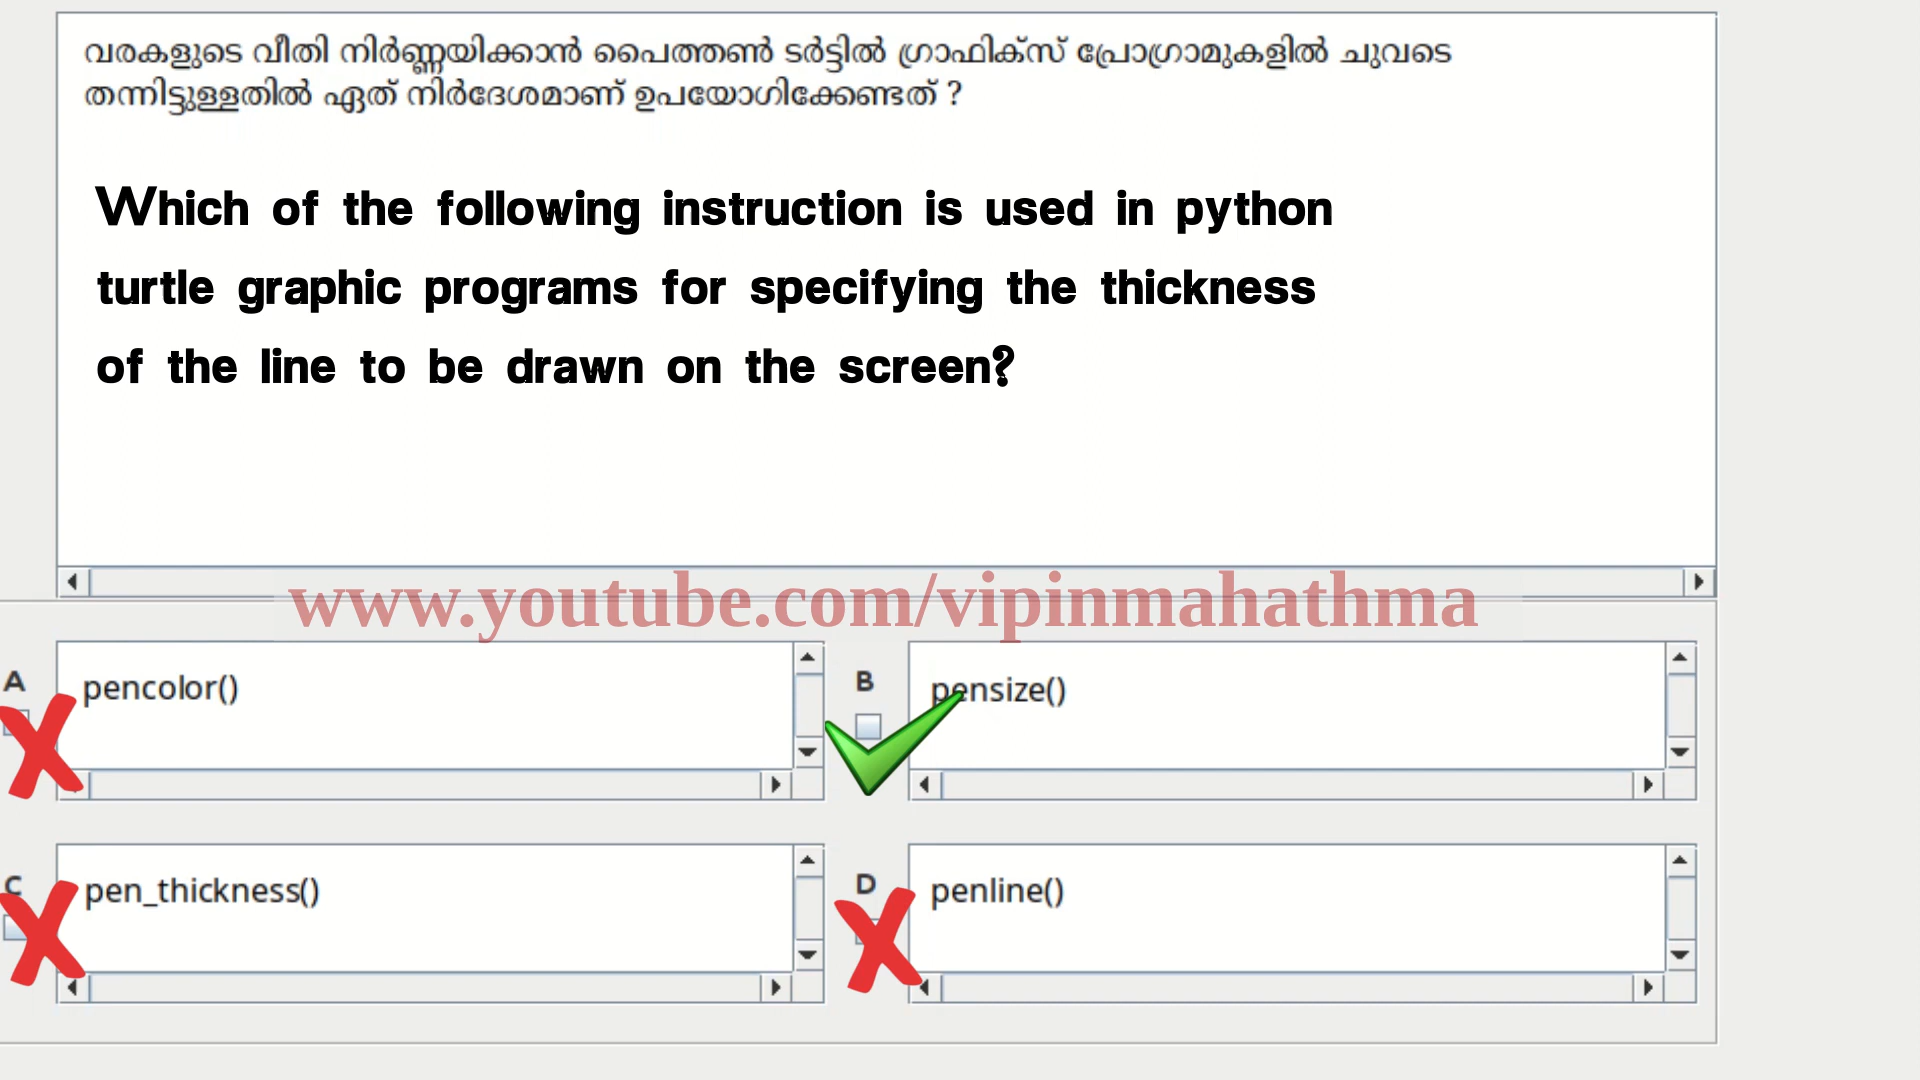 വരകളുടെ വീതി നിർണ്ണയിക്കാൻ പൈത്തൺ ടർട്ടിൽ ഗ്രാഫിക്സ് പ്രോഗ്രാമുകളിൽ ചുവടെ
തന്നിട്ടുള്ളതിൽ ഏത് നിർദേശമാണ് ഉപയോഗിക്കേണ്ടത് ?
Which of the following instruction is used in python
turtle graphic programs for specifying the thickness
of the line to be drawn on the screen?
www.youtube.com/vipinmahathma
A
pencolor()
B
pensize()
C
pen_thickness()
D
penline()